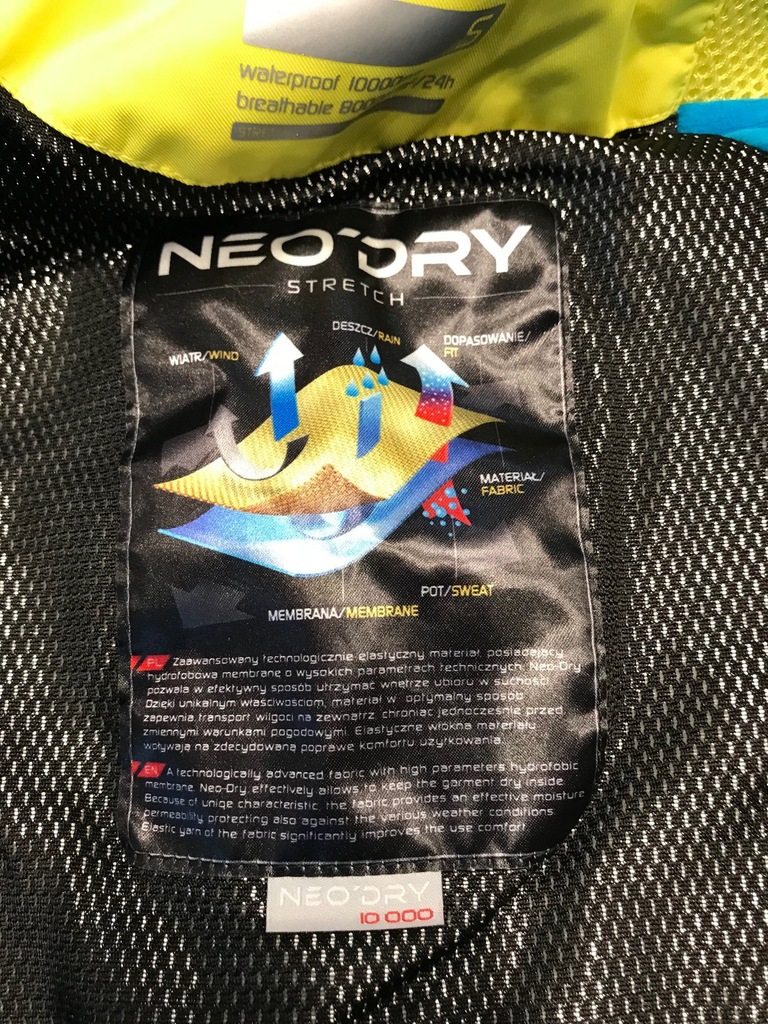 S
waterproof 10000 /24h
breathable 800
STRE
NEO'DRY
STRETCH
DESZCZ/RAIN
DOPASOWANIE/
FIT
WIATR/WIND
MATERIAŁ/
FABRIC
POT/SWEAT
MEMBRANA/MEMBRANE
PL Zaawansowany technologicznie elastyczny materiał, posiadający
hydrofobową membranę o wysokich parametrach technicznych. Neo-Dry
pozwala w efektywny sposób utrzymać wnętrze ubioru w suchości.
Dzięki unikalnym właściwościom, materiał w optymalny sposób
zapewnia transport wilgoci na zewnątrz, chroniąc jednocześnie przed
zmiennymi warunkami pogodowymi. Elastyczne włókna materiału
wpływają na zdecydowaną poprawę komfortu użytkowania.
EN A technologically advanced fabric with high parameters hydrofobic
membrane. Neo-Dry effectively allows to keep the garment dry inside.
Because of uniqe characteristic, the fabric provides an effective moisture
permeability protecting also against the various weather conditions.
Elastic yarn of the fabric significantly improves the use comfort.
NEO'DRY
10 000